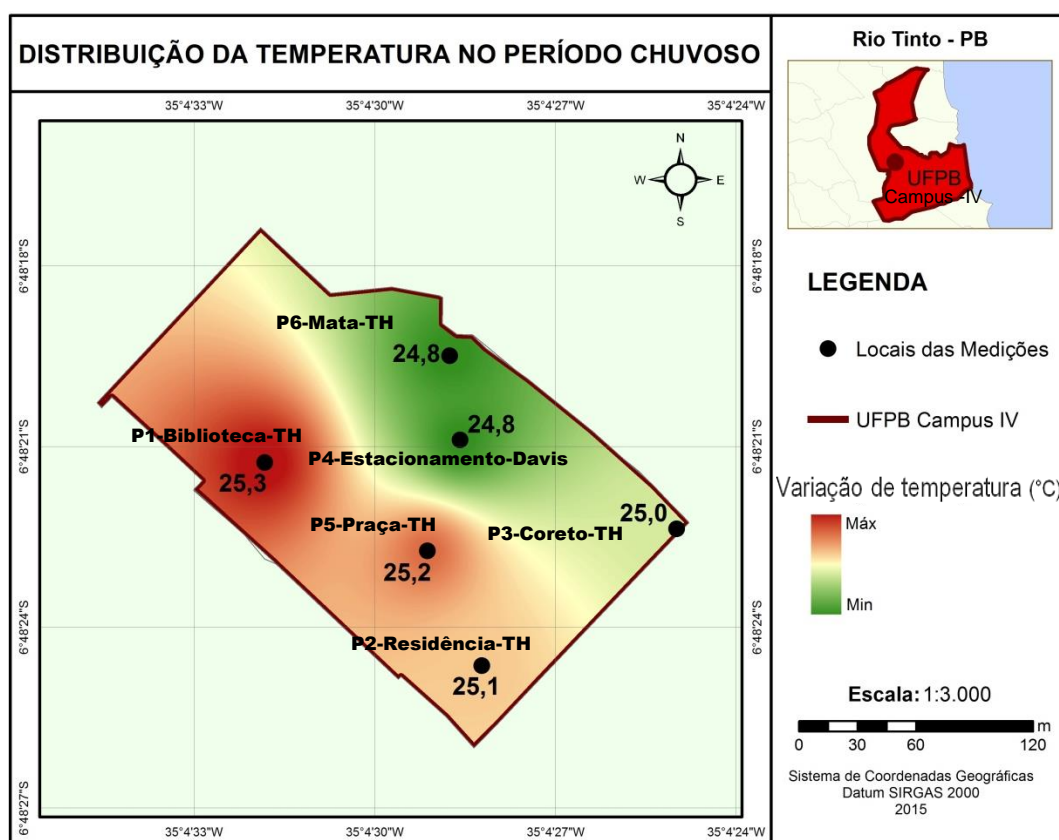 DISTRIBUIÇÃO DA TEMPERATURA NO PERÍODO CHUVOSO
35°4'33"W 35°4'30"W 35°4'27"W 35°4'24"W
N
W E
S
6°48'18"S 6°48'18"S
P6-Mata-TH
24,8
24,8
P1-Biblioteca-TH
6°48'21"S 6°48'21"S
P4-Estacionamento-Davis
25,3
25,0
P5-Praça-TH
P3-Coreto-TH
25,2
6°48'24"S 6°48'24"S
P2-Residência-TH
25,1
6°48'27"S 6°48'27"S
35°4'33"W 35°4'30"W 35°4'27"W 35°4'24"W
Rio Tinto - PB
UFPB
Campus -IV
LEGENDA
Locais das Medições
UFPB Campus IV
Variação de temperatura (°C)
Máx
Min
Escala: 1:3.000
m
0 30 60 120
Sistema de Coordenadas Geográficas
Datum SIRGAS 2000
2015